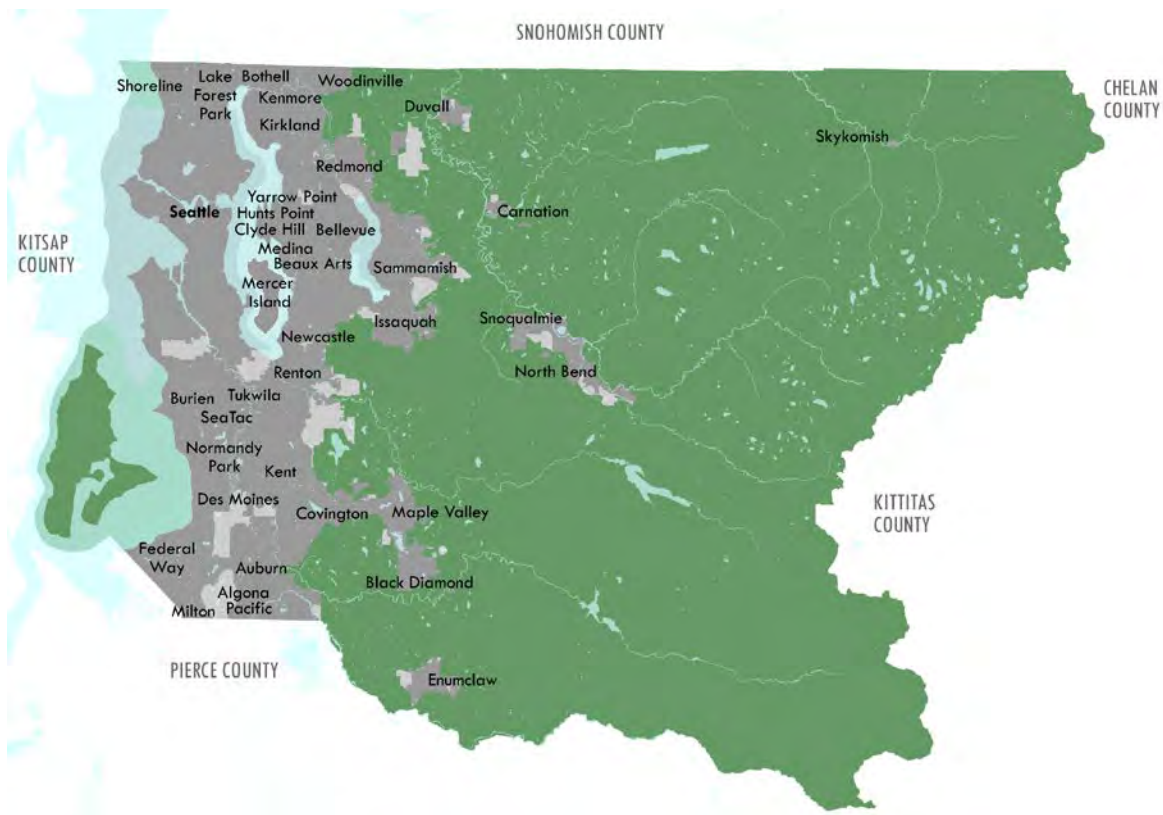 SNOHOMISH COUNTY
CHELAN
COUNTY
Shoreline
Lake
Forest
Park
Bothell
Woodinville
Kenmore
Duvall
Kirkland
Skykomish
Redmond
Yarrow Point
Seattle
Hunts Point
Carnation
Clyde Hill
Bellevue
KITSAP
COUNTY
Medina
Beaux Arts
Sammamish
Mercer
Island
Issaquah
Snoqualmie
Newcastle
Renton
North Bend
Burien
Tukwila
SeaTac
Normandy
Park
Kent
Des Moines
Covington
Maple Valley
KITTITAS
COUNTY
Federal
Way
Auburn
Black Diamond
Algona
Milton
Pacific
PIERCE COUNTY
Enumclaw